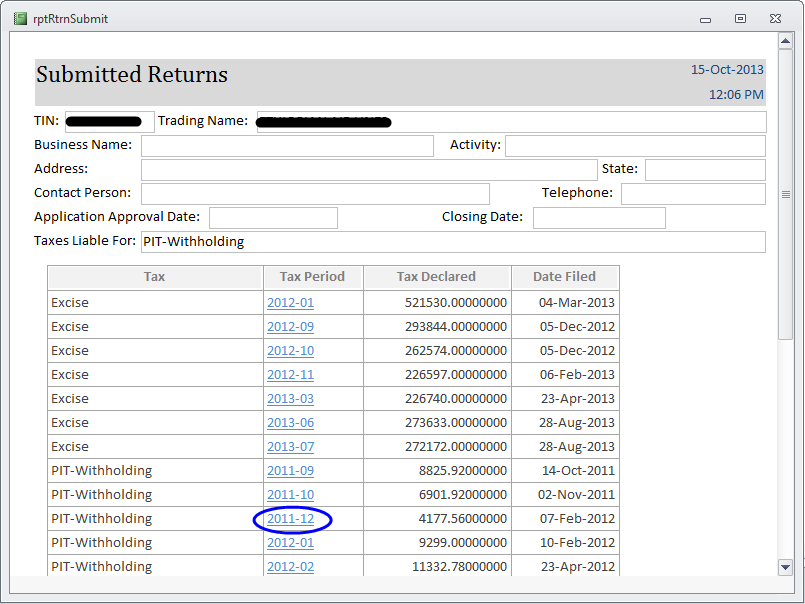 rptRtrnSubmit
Submitted Returns
15-Oct-2013
12:06 PM
TIN: Trading Name:
Business Name: Activity:
Address: State:
Contact Person: Telephone:
Application Approval Date: Closing Date:
Taxes Liable For: PIT-Withholding
Tax Tax Period Tax Declared Date Filed
Excise 2012-01 521530.00000000 04-Mar-2013
Excise 2012-09 293844.00000000 05-Dec-2012
Excise 2012-10 262574.00000000 05-Dec-2012
Excise 2012-11 226597.00000000 06-Feb-2013
Excise 2013-03 226740.00000000 23-Apr-2013
Excise 2013-06 273633.00000000 28-Aug-2013
Excise 2013-07 272172.00000000 28-Aug-2013
PIT-Withholding 2011-09 8825.92000000 14-Oct-2011
PIT-Withholding 2011-10 6901.92000000 02-Nov-2011
PIT-Withholding 2011-12 4177.56000000 07-Feb-2012
PIT-Withholding 2012-01 9299.00000000 10-Feb-2012
PIT-Withholding 2012-02 11332.78000000 23-Apr-2012